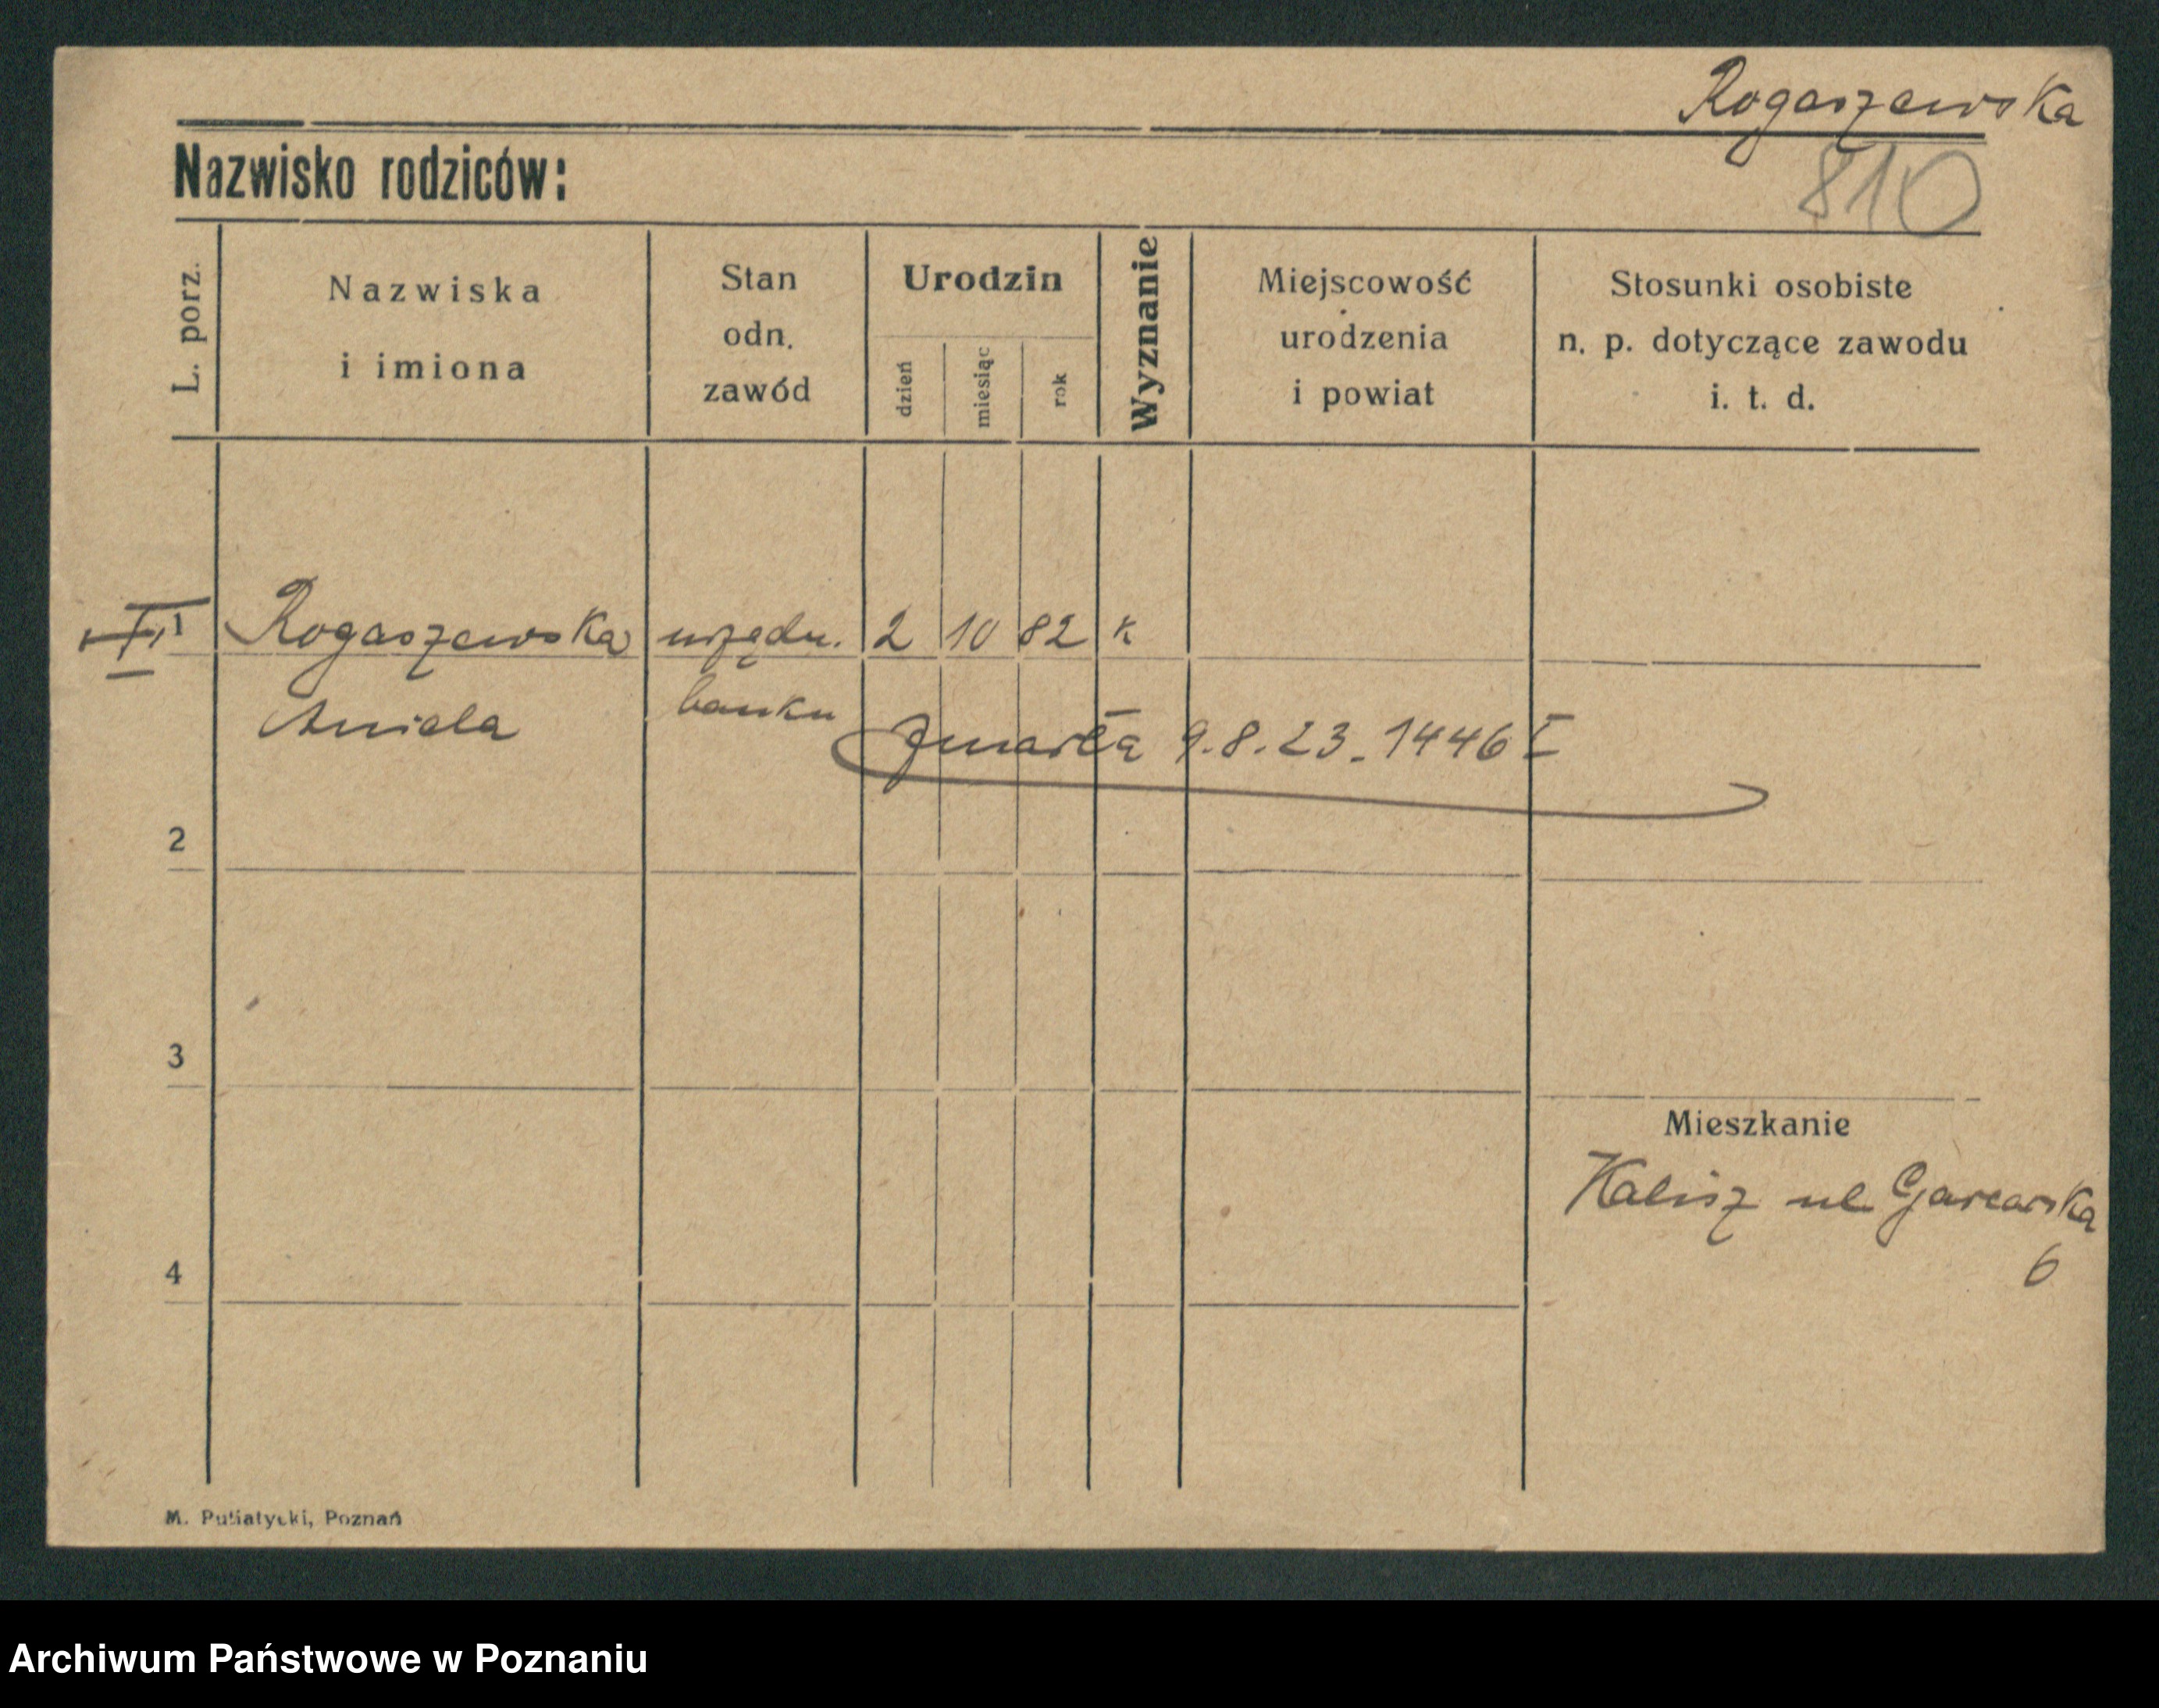 Rogaszewska
810
Nazwisko rodziców:
L. porz.
Nazwiska
i imiona
Stan
odn.
zawód
Urodzin
dzień
miesiąc
rok
Wyznanie
Miejscowość
urodzenia
i powiat
Stosunki osobiste
n. p. dotyczące zawodu
i. t. d.
1 Rogaszewska urzędn. 2 10 82 k
Aniela banku
Zmarła 9.8.23. 1446 I
2
3
Mieszkanie
Kalisz ul Garcarska
6
4
M. Putiatycki, Poznań
Archiwum Państwowe w Poznaniu